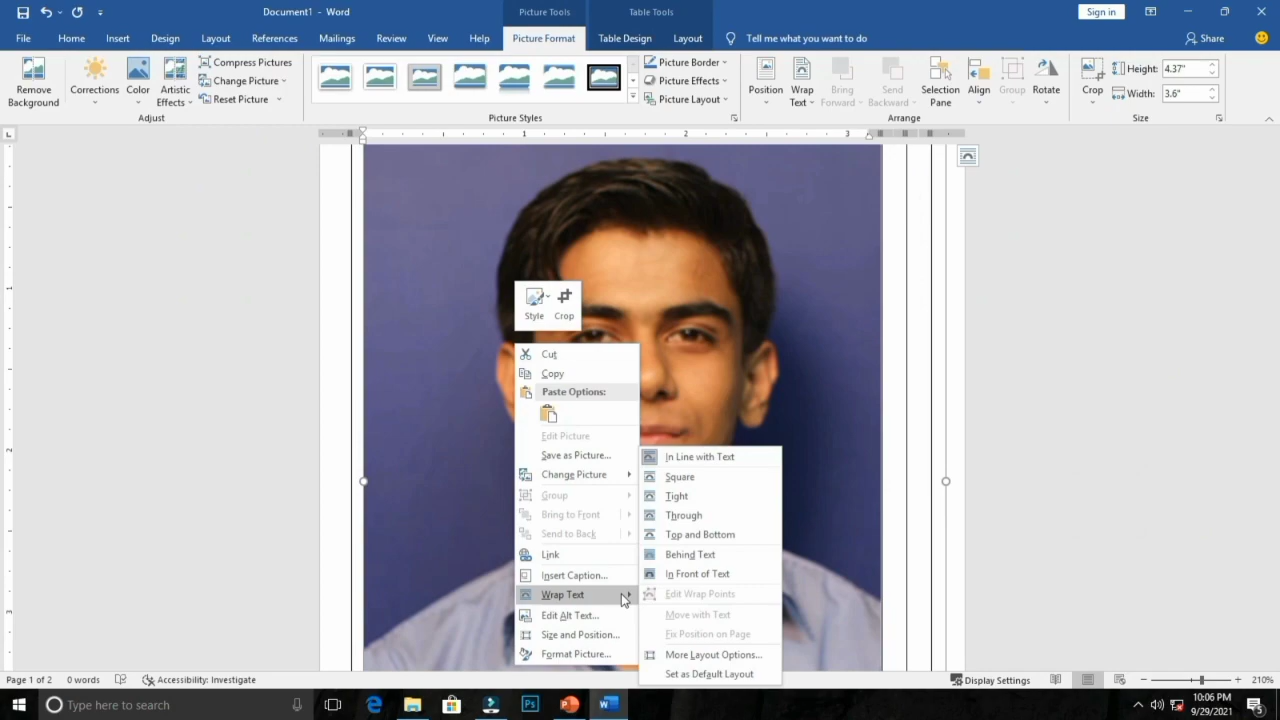 Document1 - Word
Picture Tools
Table Tools
Sign in
File
Home
Insert
Design
Layout
References
Mailings
Review
View
Help
Picture Format
Table Design
Layout
Tell me what you want to do
Share
Remove
Background
Corrections
Color
Artistic
Effects
Compress Pictures
Change Picture
Reset Picture
Adjust
Picture Styles
Picture Border
Picture Effects
Picture Layout
Position
Wrap
Text
Bring
Forward
Send
Backward
Selection
Pane
Align
Group
Rotate
Arrange
Crop
Height: 4.37"
Width: 3.6"
Size
L
1 2 3
1
2
3
Style
Crop
Cut
Copy
Paste Options:
Edit Picture
Save as Picture...
Change Picture
Group
Bring to Front
Send to Back
Link
Insert Caption...
Wrap Text
Edit Alt Text...
Size and Position...
Format Picture...
In Line with Text
Square
Tight
Through
Top and Bottom
Behind Text
In Front of Text
Edit Wrap Points
Move with Text
Fix Position on Page
More Layout Options...
Set as Default Layout
Page 1 of 2
0 words
Accessibility: Investigate
Display Settings
210%
Type here to search
Ps
10:06 PM
9/29/2021
5